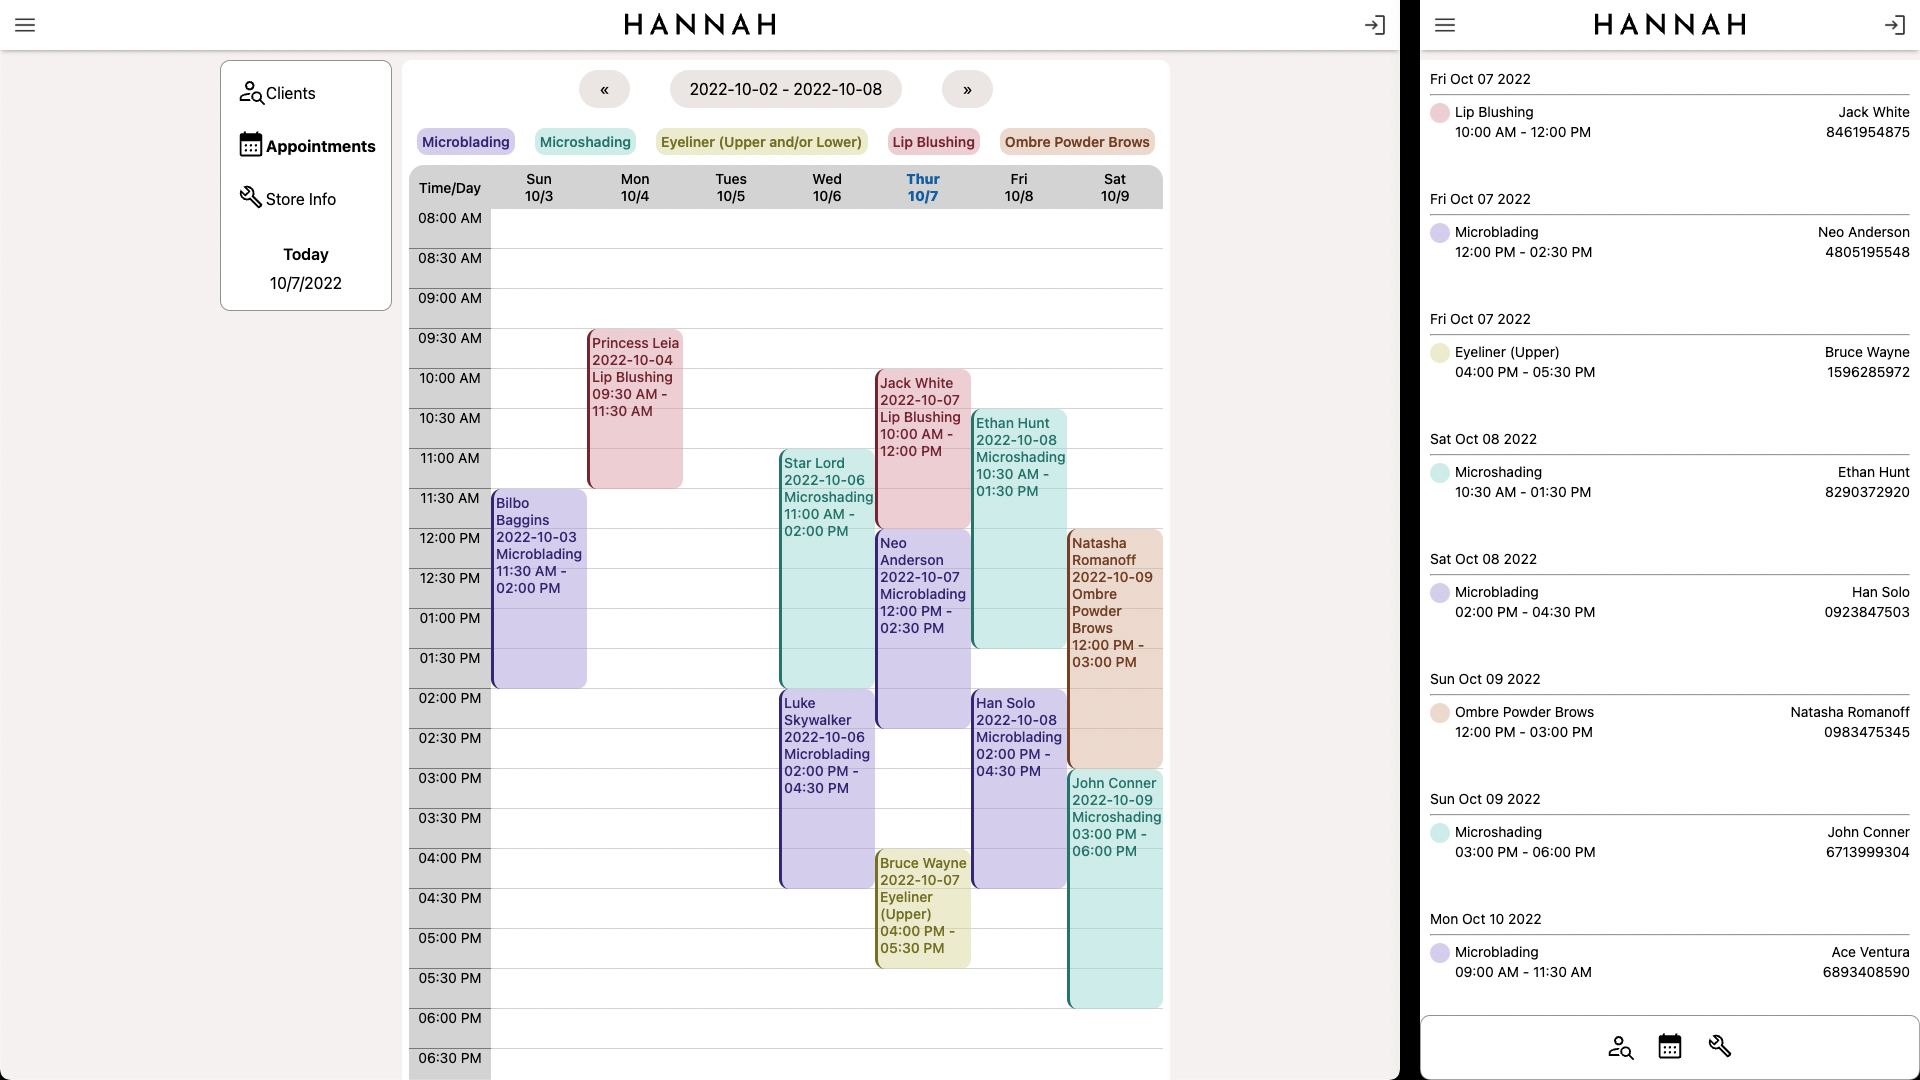 HANNAH
Clients
Appointments
Store Info
Today
10/7/2022
«
2022-10-02 - 2022-10-08
»
Microblading
Microshading
Eyeliner (Upper and/or Lower)
Lip Blushing
Ombre Powder Brows
Time/Day
Sun
10/3
Mon
10/4
Tues
10/5
Wed
10/6
Thur
10/7
Fri
10/8
Sat
10/9
08:00 AM
08:30 AM
09:00 AM
09:30 AM
10:00 AM
10:30 AM
11:00 AM
11:30 AM
12:00 PM
12:30 PM
01:00 PM
01:30 PM
02:00 PM
02:30 PM
03:00 PM
03:30 PM
04:00 PM
04:30 PM
05:00 PM
05:30 PM
06:00 PM
06:30 PM
Bilbo
Baggins
2022-10-03
Microblading
11:30 AM -
02:00 PM
Princess Leia
2022-10-04
Lip Blushing
09:30 AM -
11:30 AM
Star Lord
2022-10-06
Microshading
11:00 AM -
02:00 PM
Luke
Skywalker
2022-10-06
Microblading
02:00 PM -
04:30 PM
Jack White
2022-10-07
Lip Blushing
10:00 AM -
12:00 PM
Neo
Anderson
2022-10-07
Microblading
12:00 PM -
02:30 PM
Bruce Wayne
2022-10-07
Eyeliner
(Upper)
04:00 PM -
05:30 PM
Ethan Hunt
2022-10-08
Microshading
10:30 AM -
01:30 PM
Han Solo
2022-10-08
Microblading
02:00 PM -
04:30 PM
Natasha
Romanoff
2022-10-09
Ombre
Powder
Brows
12:00 PM -
03:00 PM
John Conner
2022-10-09
Microshading
03:00 PM -
06:00 PM
HANNAH
Fri Oct 07 2022
Lip Blushing Jack White
10:00 AM - 12:00 PM 8461954875
Fri Oct 07 2022
Microblading Neo Anderson
12:00 PM - 02:30 PM 4805195548
Fri Oct 07 2022
Eyeliner (Upper) Bruce Wayne
04:00 PM - 05:30 PM 1596285972
Sat Oct 08 2022
Microshading Ethan Hunt
10:30 AM - 01:30 PM 8290372920
Sat Oct 08 2022
Microblading Han Solo
02:00 PM - 04:30 PM 0923847503
Sun Oct 09 2022
Ombre Powder Brows Natasha Romanoff
12:00 PM - 03:00 PM 0983475345
Sun Oct 09 2022
Microshading John Conner
03:00 PM - 06:00 PM 6713999304
Mon Oct 10 2022
Microblading Ace Ventura
09:00 AM - 11:30 AM 6893408590